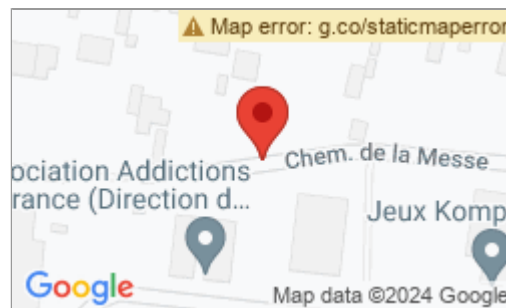 Map error: g.co/staticmaperror
Chem. de la Messe
ociation Addictions
rance (Direction d...
Jeux Komp
Google
Map data ©2024 Google